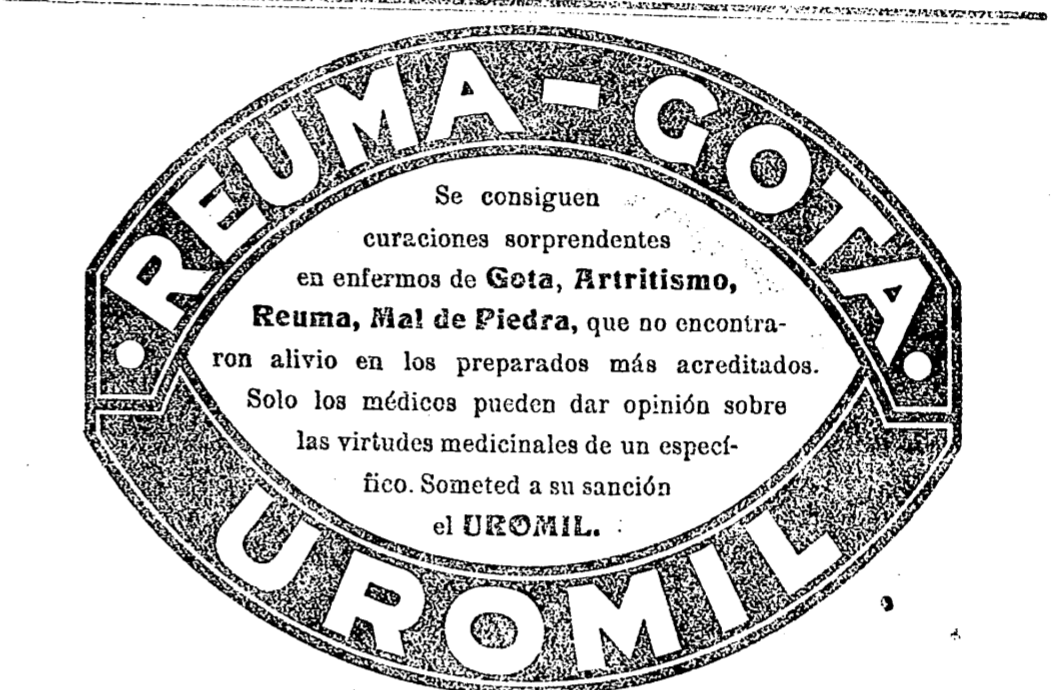 REUMA - GOTA
Se consiguen
curaciones sorprendentes
en enfermos de Gota, Artritismo,
Reuma, Mal de Piedra, que no encontra-
ron alivio en los preparados más acreditados.
Solo los médicos pueden dar opinión sobre
las virtudes medicinales de un especí-
fico. Someted a su sanción
el UROMIL.
UROMIL